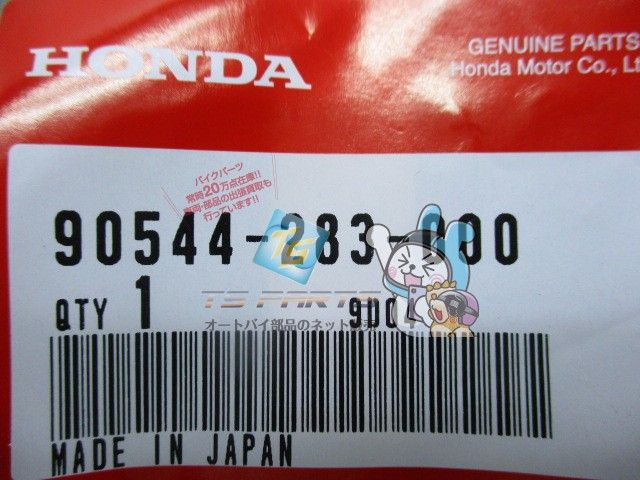 HONDA
GENUINE PARTS
Honda Motor Co., Lt
バイクパーツ
常時20万点在庫!!
車両・部品の出張買取も
行っています!!
90544-283-000
QTY 1
TS PARTS
オートバイ部品のネット
MADE IN JAPAN